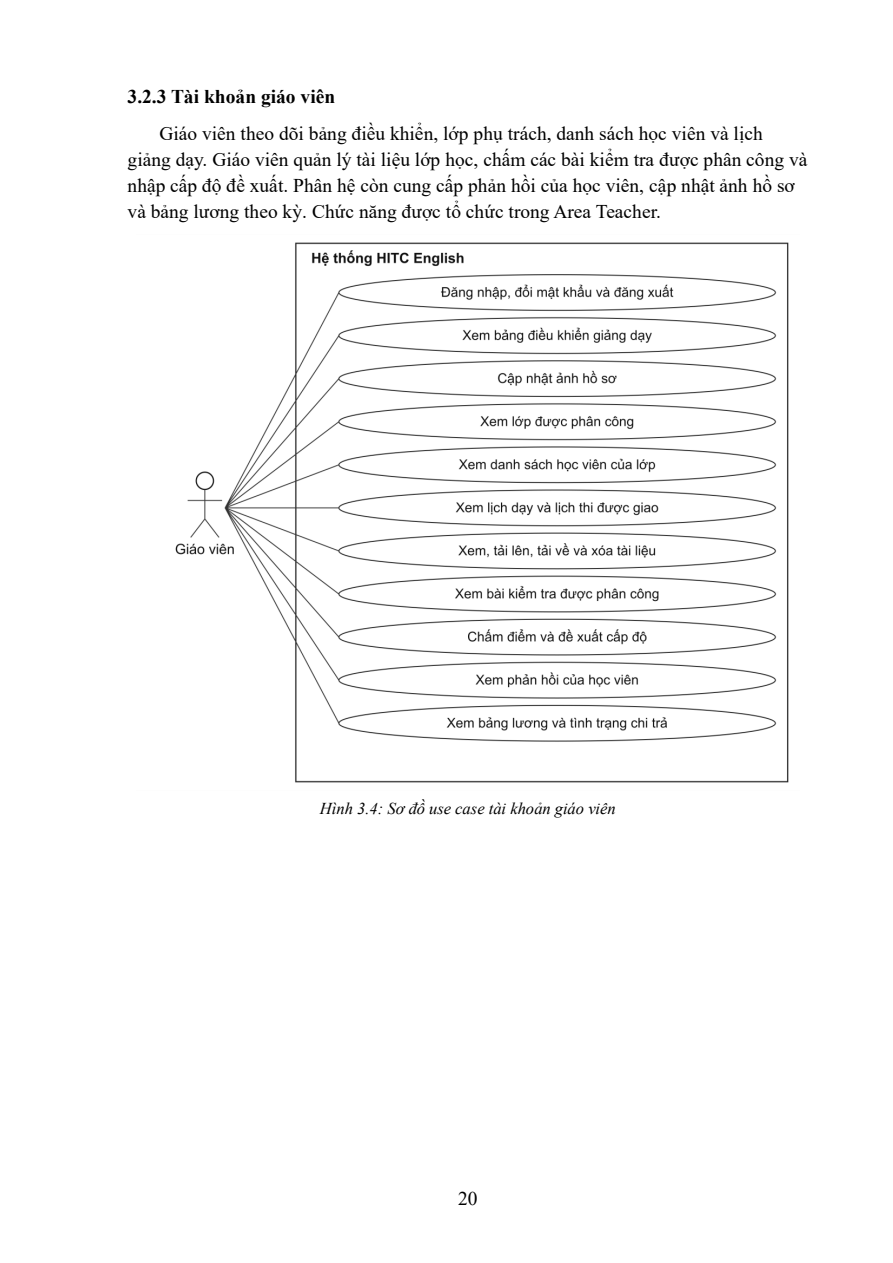 3.2.3 Tài khoản giáo viên
Giáo viên theo dõi bảng điều khiển, lớp phụ trách, danh sách học viên và lịch
giảng dạy. Giáo viên quản lý tài liệu lớp học, chấm các bài kiểm tra được phân công và
nhập cấp độ đề xuất. Phân hệ còn cung cấp phản hồi của học viên, cập nhật ảnh hồ sơ
và bảng lương theo kỳ. Chức năng được tổ chức trong Area Teacher.
Hệ thống HITC English
Đăng nhập, đổi mật khẩu và đăng xuất
Xem bảng điều khiển giảng dạy
Cập nhật ảnh hồ sơ
Xem lớp được phân công
Xem danh sách học viên của lớp
Xem lịch dạy và lịch thi được giao
Giáo viên
Xem, tải lên, tải về và xóa tài liệu
Xem bài kiểm tra được phân công
Chấm điểm và đề xuất cấp độ
Xem phản hồi của học viên
Xem bảng lương và tình trạng chi trả
Hình 3.4: Sơ đồ use case tài khoản giáo viên
20